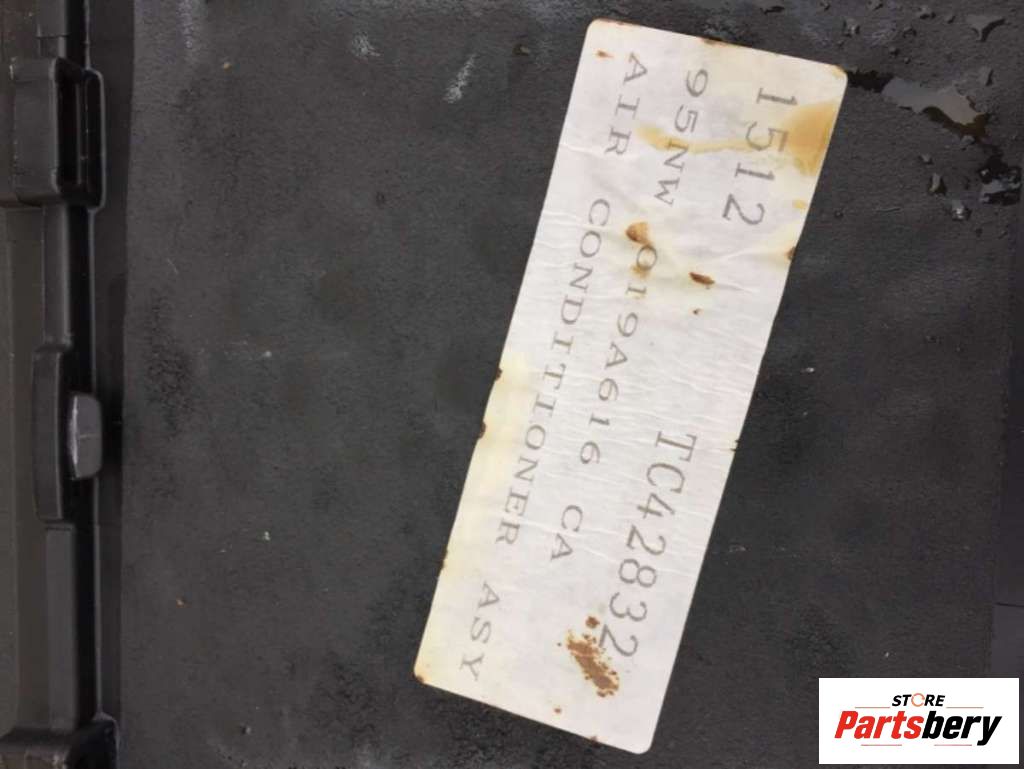 1512 TC42832
95NW 019A616 CA
AIR CONDITIONER ASY
STORE
Partsbery